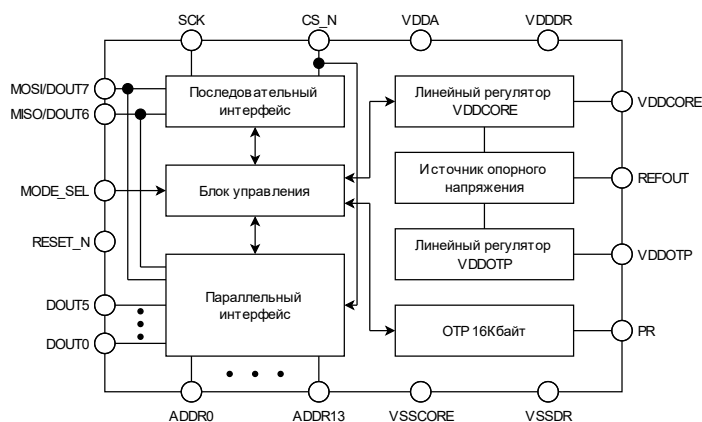 SCK
CS_N
VDDA
VDDDR
MOSI/DOUT7
MISO/DOUT6
MODE_SEL
RESET_N
DOUT5
DOUT0
Последовательный
интерфейс
Блок управления
Параллельный
интерфейс
Линейный регулятор
VDDCORE
Источник опорного
напряжения
Линейный регулятор
VDDOTP
OTP 16Кбайт
VDDCORE
REFOUT
VDDOTP
PR
ADDR0
ADDR13
VSSCORE
VSSDR